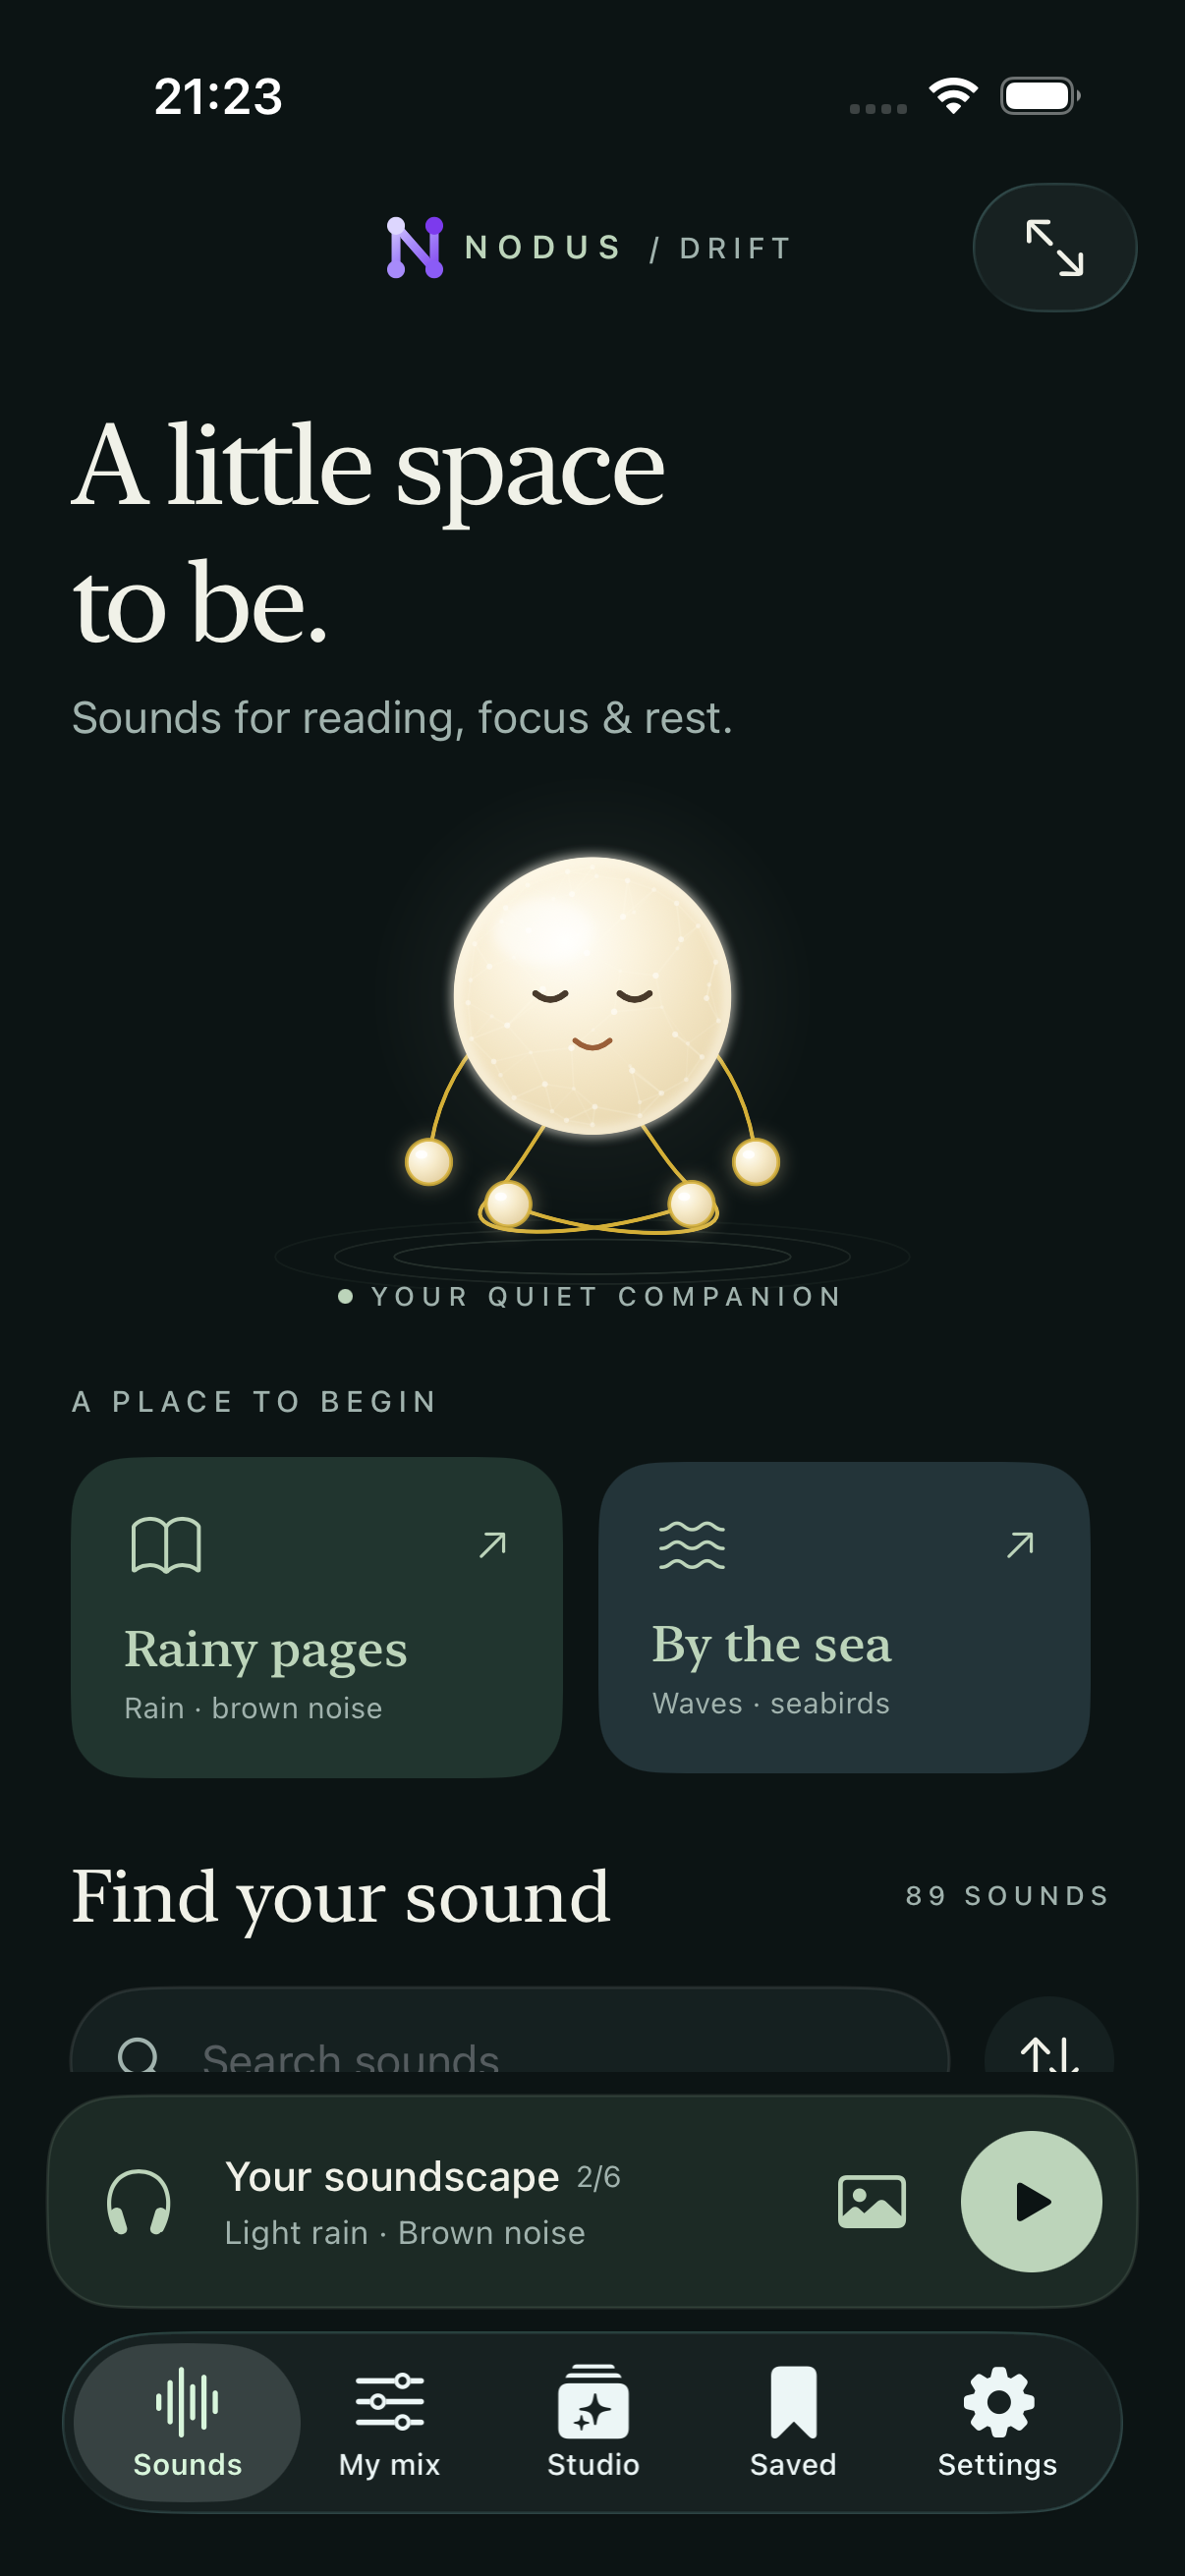 21:23
NODUS / DRIFT
A little space
to be.
Sounds for reading, focus & rest.
YOUR QUIET COMPANION
A PLACE TO BEGIN
Rainy pages
Rain · brown noise
By the sea
Waves · seabirds
Find your sound
89 SOUNDS
Search sounds
Your soundscape 2/6
Light rain · Brown noise
Sounds
My mix
Studio
Saved
Settings